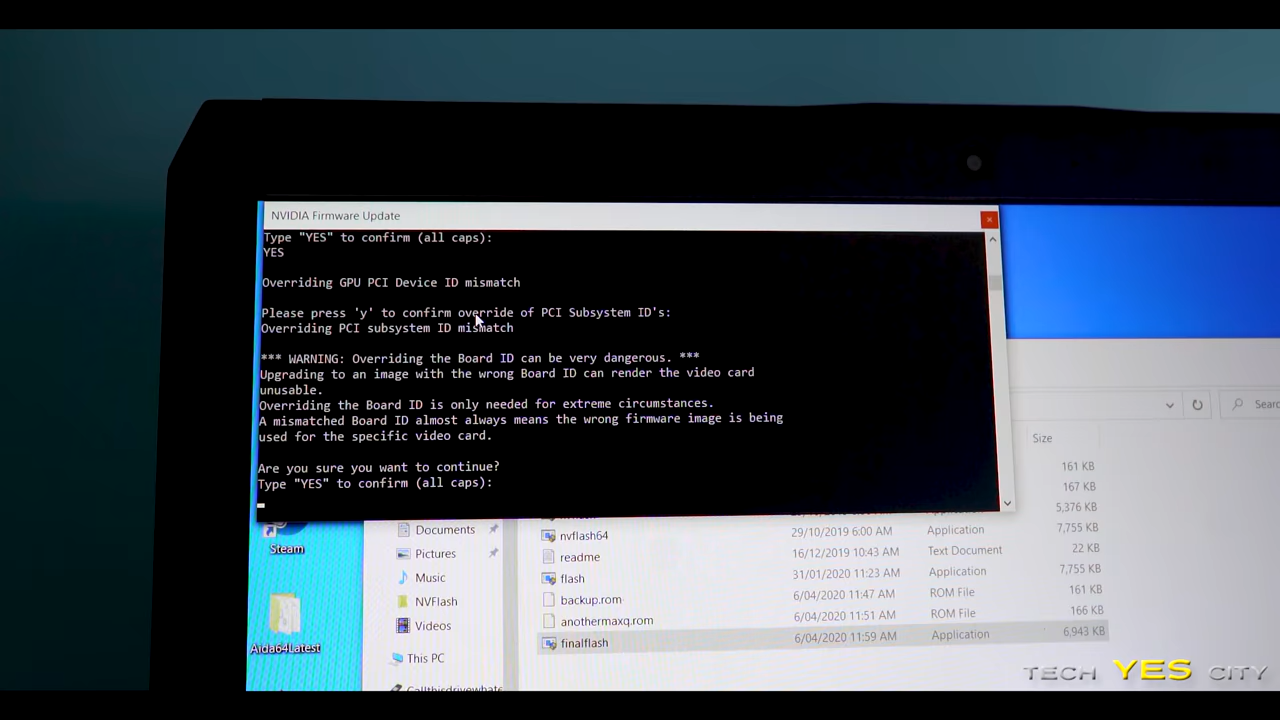 NVIDIA Firmware Update
Type "YES" to confirm (all caps):
YES
Overriding GPU PCI Device ID mismatch
Please press 'y' to confirm override of PCI Subsystem ID's:
Overriding PCI subsystem ID mismatch
*** WARNING: Overriding the Board ID can be very dangerous. ***
Upgrading to an image with the wrong Board ID can render the video card
unusable.
Overriding the Board ID is only needed for extreme circumstances.
A mismatched Board ID almost always means the wrong firmware image is being
used for the specific video card.
Are you sure you want to continue?
Type "YES" to confirm (all caps):
Size
161 KB
167 KB
5,376 KB
nvflash64 29/10/2019 6:00 AM Application 7,755 KB
readme 16/12/2019 10:43 AM Text Document 22 KB
flash 31/01/2020 11:23 AM Application 7,755 KB
backup.rom 6/04/2020 11:47 AM ROM File 161 KB
anothermaxq.rom 6/04/2020 11:51 AM ROM File 166 KB
finalflash 6/04/2020 11:59 AM Application 6,943 KB
Documents
Pictures
Music
NVFlash
Videos
This PC
Steam
Aida64Latest
TECH YES CITY